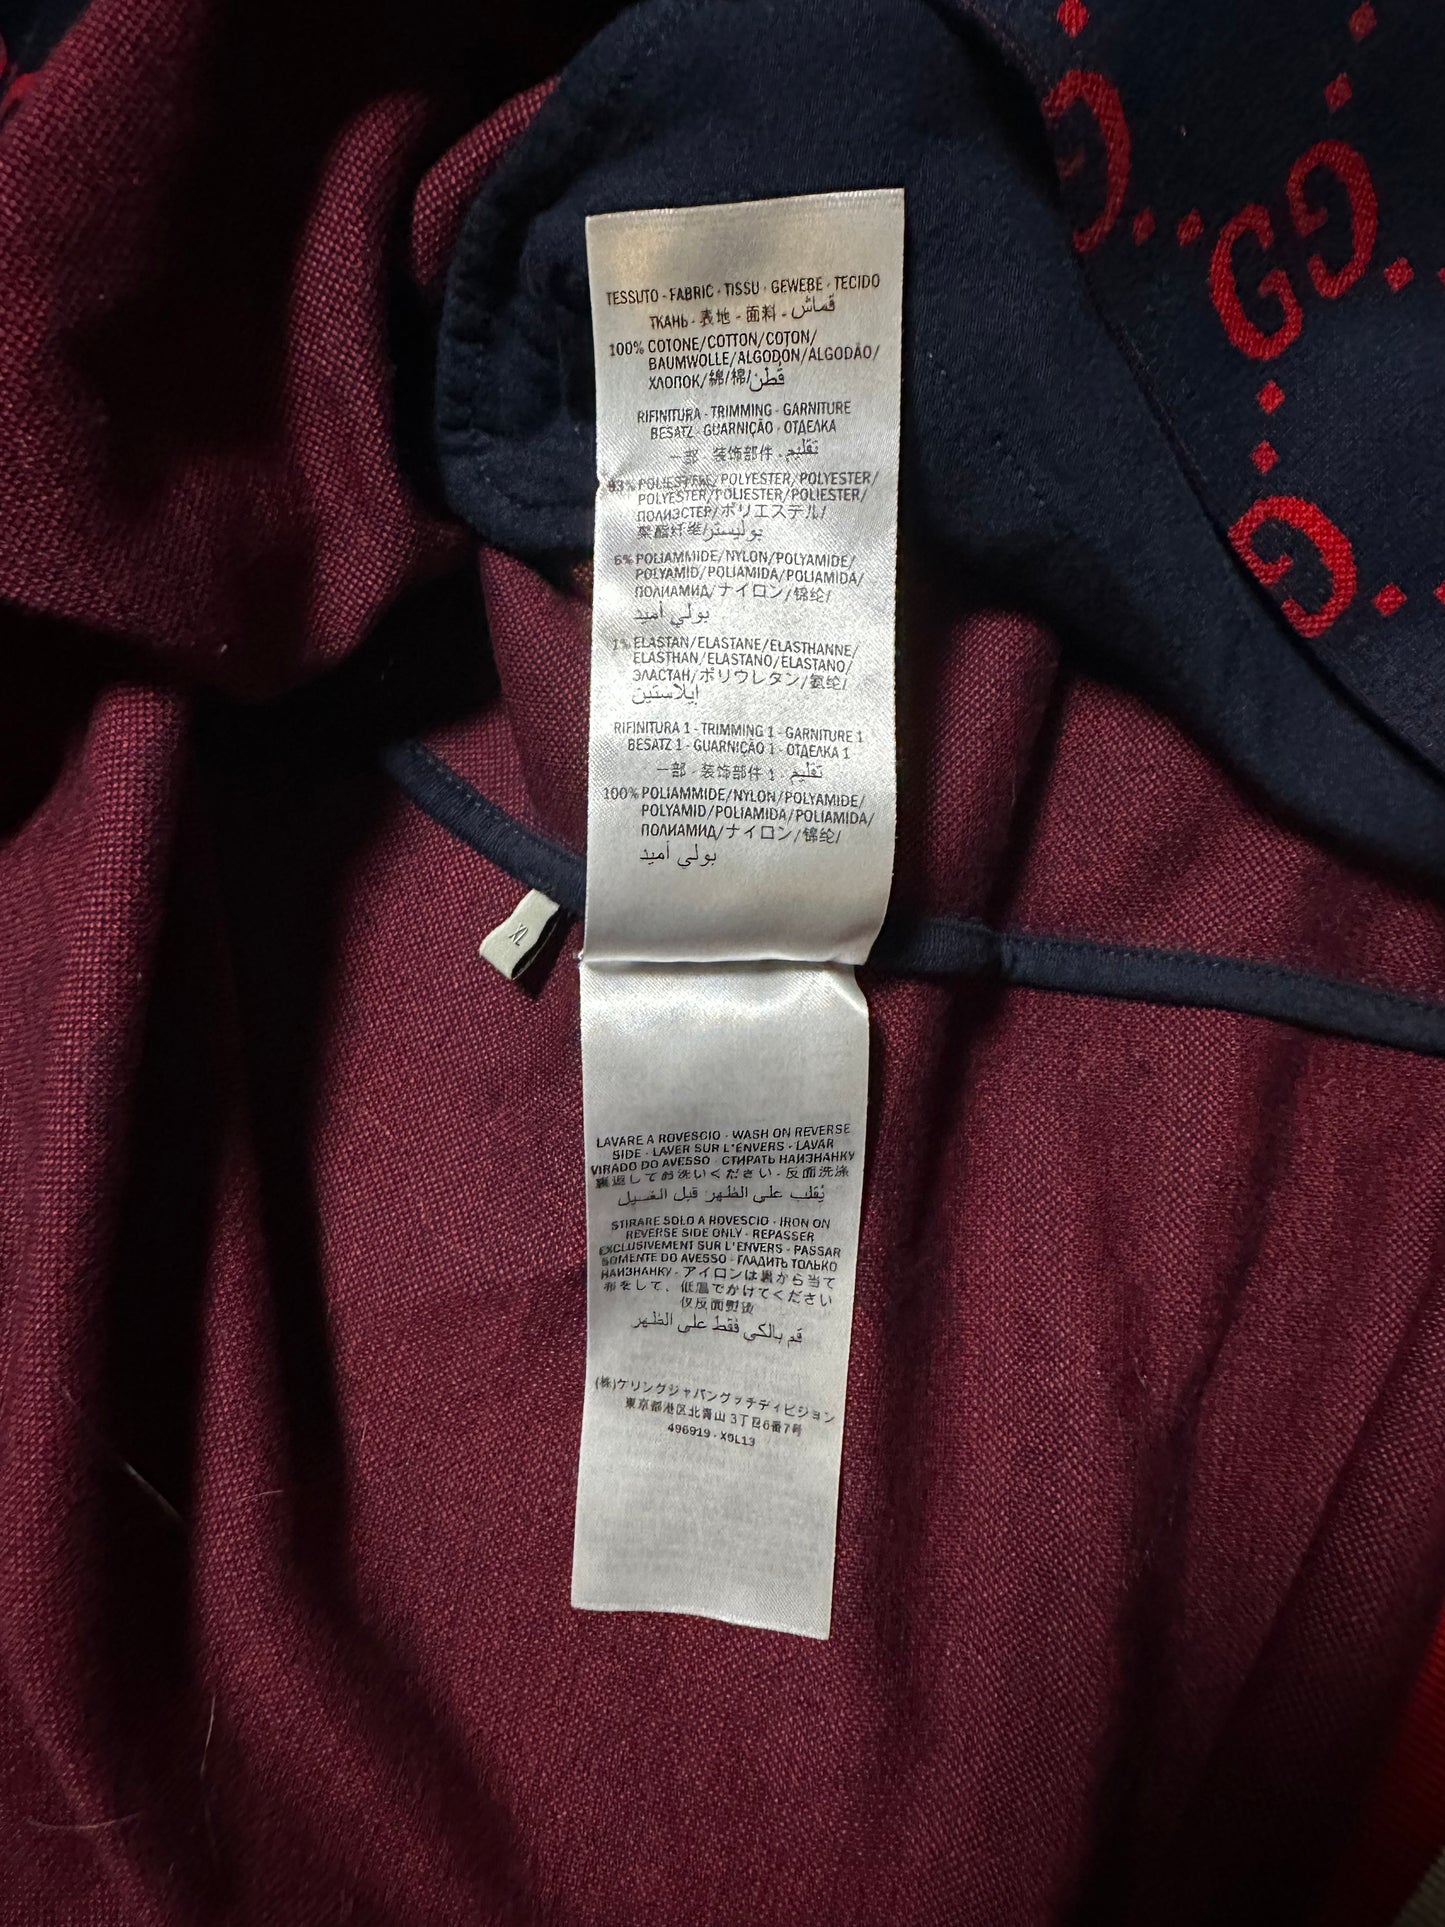 TESSUTO - FABRIC - TISSU - GEWEBE - TECIDO
ТКАНЬ - 表地 - 面料 - قماش
100% COTONE/COTTON/COTON/
BAUMWOLLE/ALGODON/ALGODÃO/
ХЛОПОК/綿/棉/قطن
RIFINITURA - TRIMMING - GARNITURE
BESATZ - GUARNIÇÃO - ОТДЕЛКА
一部 - 装饰部件 - تقليم
93% POLIESTERE/POLYESTER/POLYESTER/
POLYESTER/POLIESTER/POLIESTER/
ПОЛИЭСТЕР/ポリエステル/
聚酯纤维/بوليستر
6% POLIAMMIDE/NYLON/POLYAMIDE/
POLYAMID/POLIAMIDA/POLIAMIDA/
ПОЛИАМИД/ナイロン/锦纶/
بولي أميد
1% ELASTAN/ELASTANE/ELASTHANNE/
ELASTHAN/ELASTANO/ELASTANO/
ЭЛАСТАН/ポリウレタン/氨纶/
إيلاستين
RIFINITURA 1 - TRIMMING 1 - GARNITURE 1
BESATZ 1 - GUARNIÇÃO 1 - ОТДЕЛКА 1
一部 - 装饰部件 1 - تقليم
100% POLIAMMIDE/NYLON/POLYAMIDE/
POLYAMID/POLIAMIDA/POLIAMIDA/
ПОЛИАМИД/ナイロン/锦纶/
بولي أميد
XL
LAVARE A ROVESCIO - WASH ON REVERSE
SIDE - LAVER SUR L'ENVERS - LAVAR
VIRADO DO AVESSO - СТИРАТЬ НАИЗНАНКУ
裏返してお洗いください - 反面洗涤
يُقلب على الظهر قبل الغسيل
STIRARE SOLO A ROVESCIO - IRON ON
REVERSE SIDE ONLY - REPASSER
EXCLUSIVEMENT SUR L'ENVERS - PASSAR
SOMENTE DO AVESSO - ГЛАДИТЬ ТОЛЬКО
НАИЗНАНКУ - アイロンは裏から当て
布をして、低温でかけてください
仅反面熨烫
قم بالكي فقط على الظهر
(株)ケリングジャパングッチディビジョン
東京都港区北青山3丁目6番7号
496919 - X9L13
GG
G